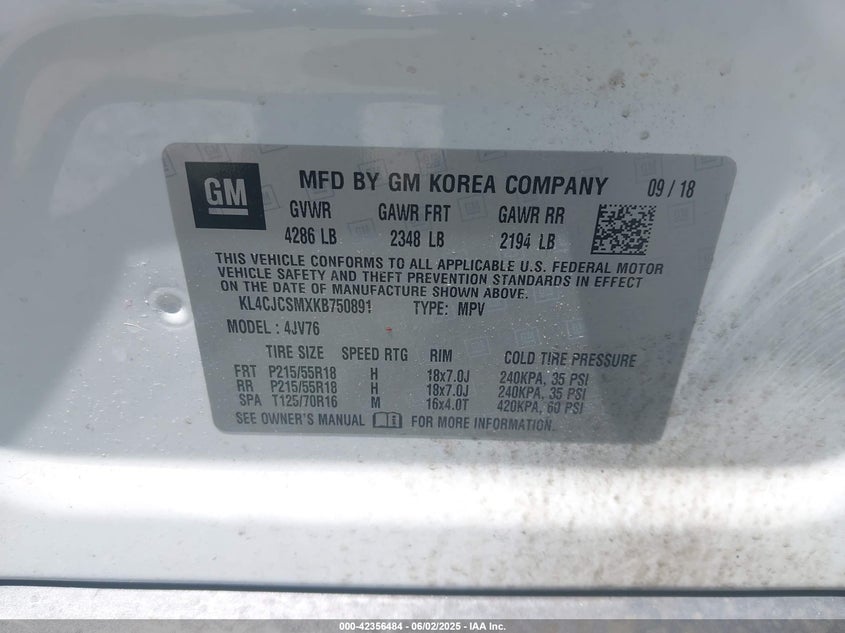 GM
MFD BY GM KOREA COMPANY 09 / 18
GVWR GAWR FRT GAWR RR
4286 LB 2348 LB 2194 LB
THIS VEHICLE CONFORMS TO ALL APPLICABLE U.S. FEDERAL MOTOR
VEHICLE SAFETY AND THEFT PREVENTION STANDARDS IN EFFECT
ON THE DATE OF MANUFACTURE SHOWN ABOVE.
KL4CJCSMXKB750891 TYPE: MPV
MODEL : 4JV76
TIRE SIZE SPEED RTG RIM COLD TIRE PRESSURE
FRT P215/55R18 H 18x7.0J 240KPA, 35 PSI
RR P215/55R18 H 18x7.0J 240KPA, 35 PSI
SPA T125/70R16 M 16x4.0T 420KPA, 60 PSI
SEE OWNER'S MANUAL FOR MORE INFORMATION.
000-42356484 - 06/02/2025 - IAA Inc.